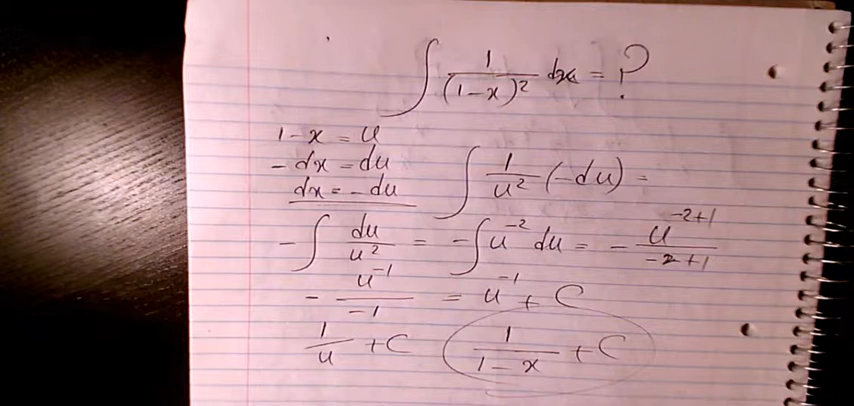 ∫ 1/(1-x)² dx = ?
1-x = u
-dx = du
dx = -du ∫ 1/u² (-du) =
-∫ du/u² = -∫ u⁻² du = - u⁻²⁺¹/-2+1
- u⁻¹/-1 = u⁻¹ + C
1/u + C 1/(1-x) + C